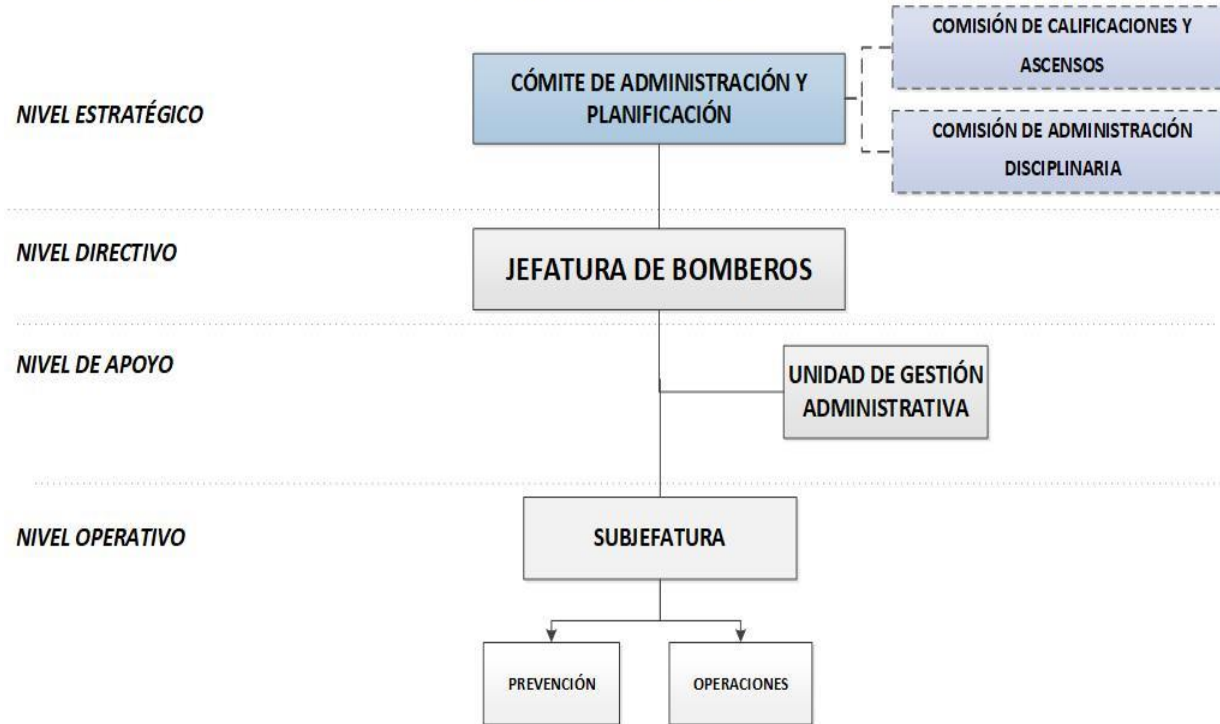 NIVEL ESTRATÉGICO
CÓMITE DE ADMINISTRACIÓN Y
PLANIFICACIÓN
COMISIÓN DE CALIFICACIONES Y
ASCENSOS
COMISIÓN DE ADMINISTRACIÓN
DISCIPLINARIA
NIVEL DIRECTIVO
JEFATURA DE BOMBEROS
NIVEL DE APOYO
UNIDAD DE GESTIÓN
ADMINISTRATIVA
NIVEL OPERATIVO
SUBJEFATURA
PREVENCIÓN
OPERACIONES